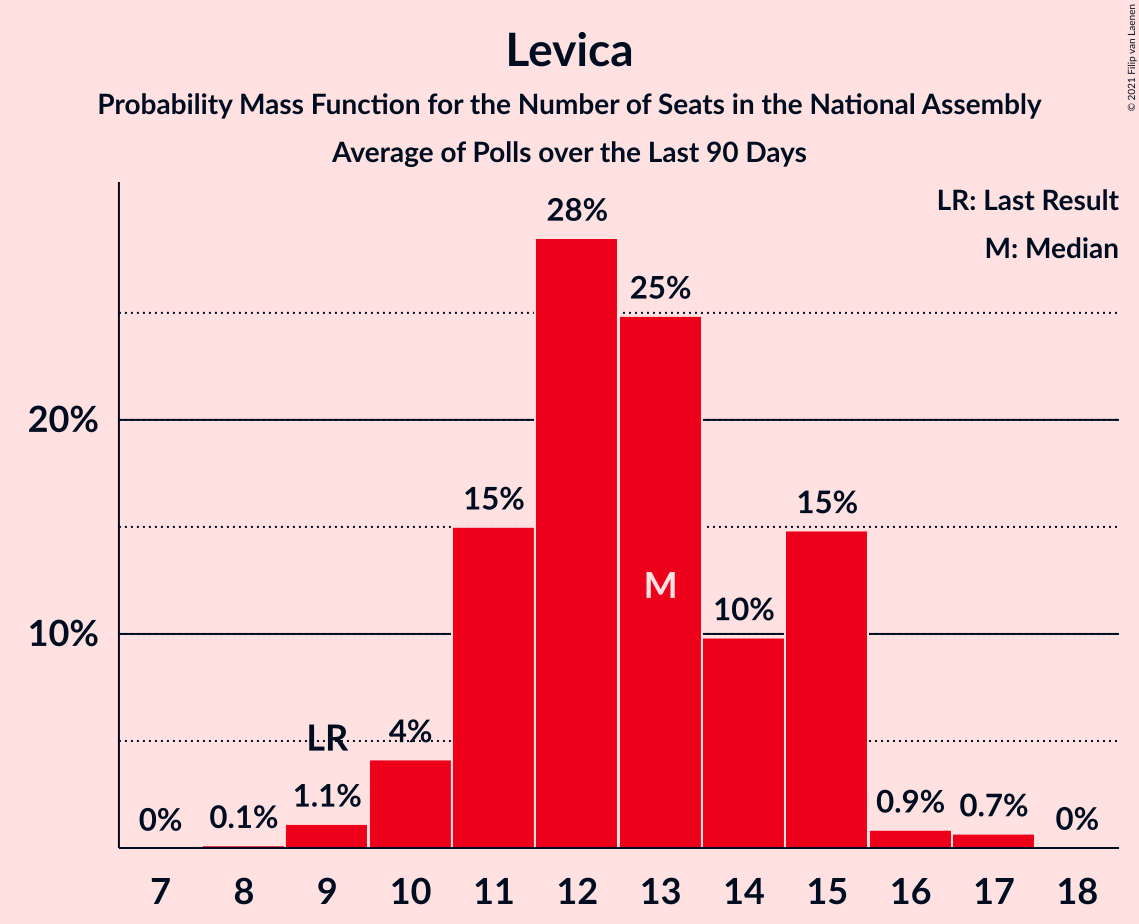 Levica
Probability Mass Function for the Number of Seats in the National Assembly
Average of Polls over the Last 90 Days
© 2021 Filip van Laenen
LR: Last Result
M: Median
28%
25%
20%
15%
15%
M
10%
10%
LR
4%
1.1%
0%
0.1%
0.9%
0.7%
0%
7 8 9 10 11 12 13 14 15 16 17 18